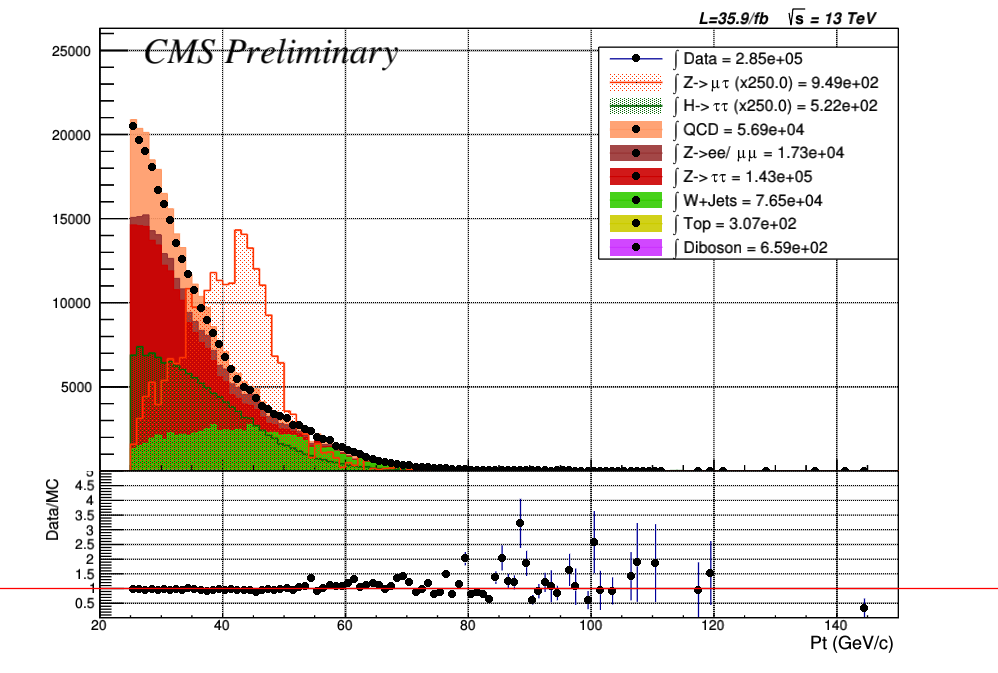 L=35.9/fb √s = 13 TeV
CMS Preliminary
25000
20000
15000
10000
5000
∫ Data = 2.85e+05
∫ Z->μτ (x250.0) = 9.49e+02
∫ H->ττ (x250.0) = 5.22e+02
∫ QCD = 5.69e+04
∫ Z->ee/ μμ = 1.73e+04
∫ Z->ττ = 1.43e+05
∫ W+Jets = 7.65e+04
∫ Top = 3.07e+02
∫ Diboson = 6.59e+02
Data/MC
5
4.5
4
3.5
3
2.5
2
1.5
1
0.5
20 40 60 80 100 120 140
Pt (GeV/c)